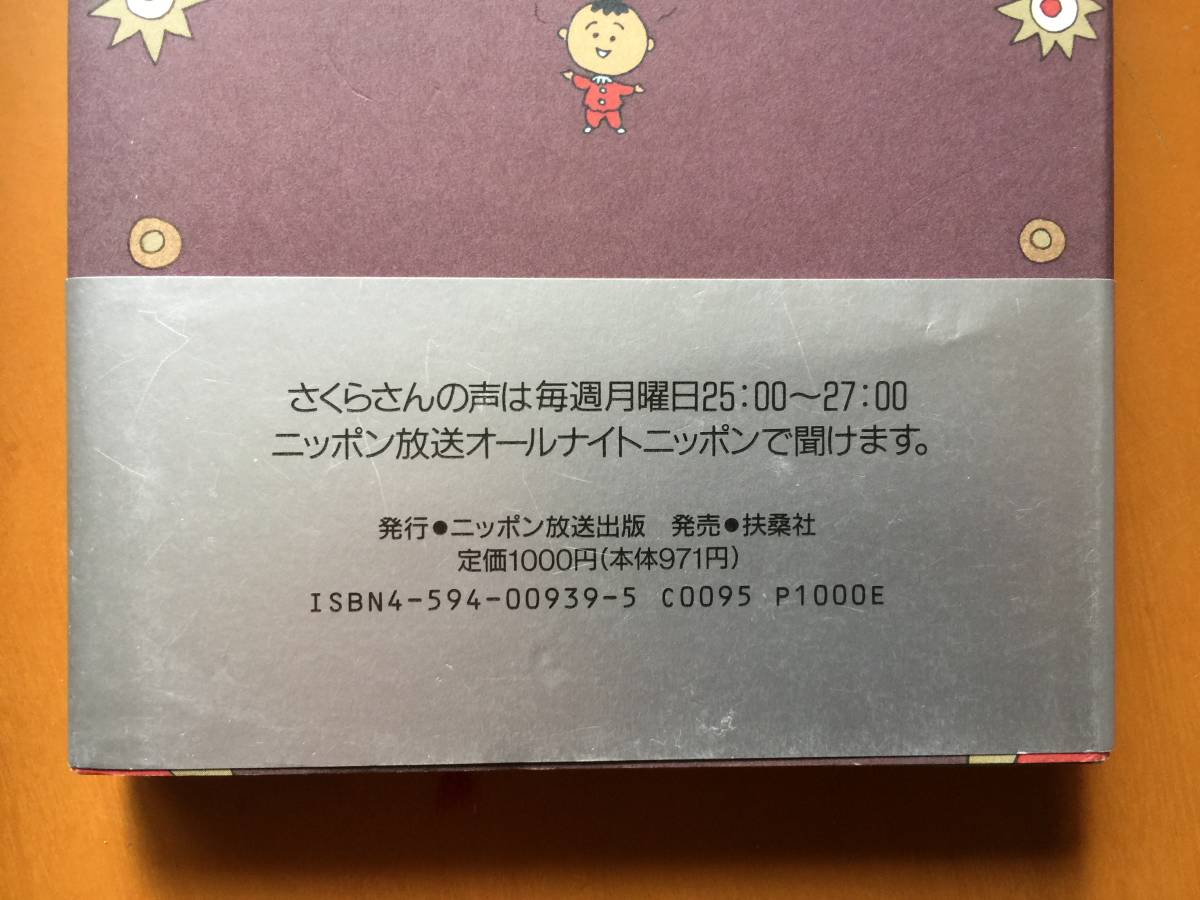 さくらさんの声は毎週月曜日25:00〜27:00
ニッポン放送オールナイトニッポンで聞けます。
発行●ニッポン放送出版　発売●扶桑社
定価1000円(本体971円)
ISBN4-594-00939-5 C0095 P1000E